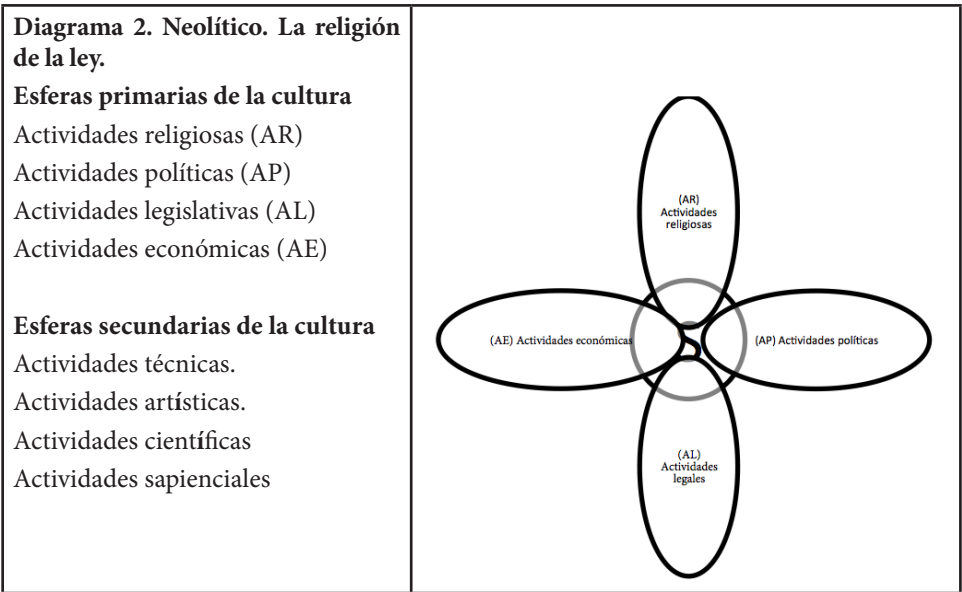 Diagrama 2. Neolítico. La religión
de la ley.
Esferas primarias de la cultura
Actividades religiosas (AR)
Actividades políticas (AP)
Actividades legislativas (AL)
Actividades económicas (AE)
Esferas secundarias de la cultura
Actividades técnicas.
Actividades artísticas.
Actividades científicas
Actividades sapienciales
(AR)
Actividades
religiosas
(AE) Actividades económicas
(AP) Actividades políticas
(AL)
Actividades
legales